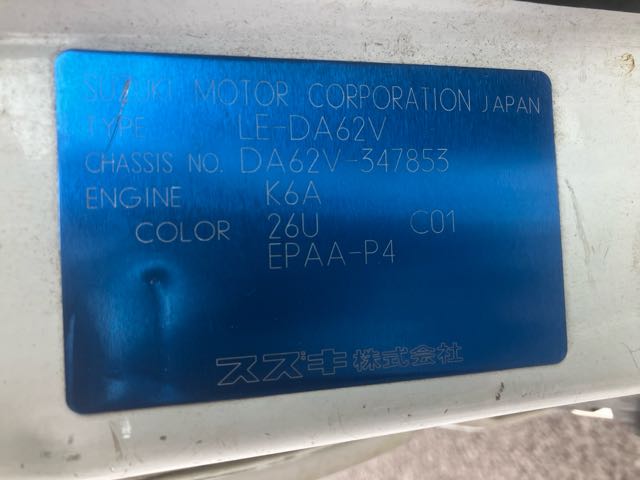 SUZUKI MOTOR CORPORATION JAPAN
TYPE LE-DA62V
CHASSIS NO. DA62V-347853
ENGINE K6A
COLOR 26U C01
EPAA-P4
スズキ株式会社